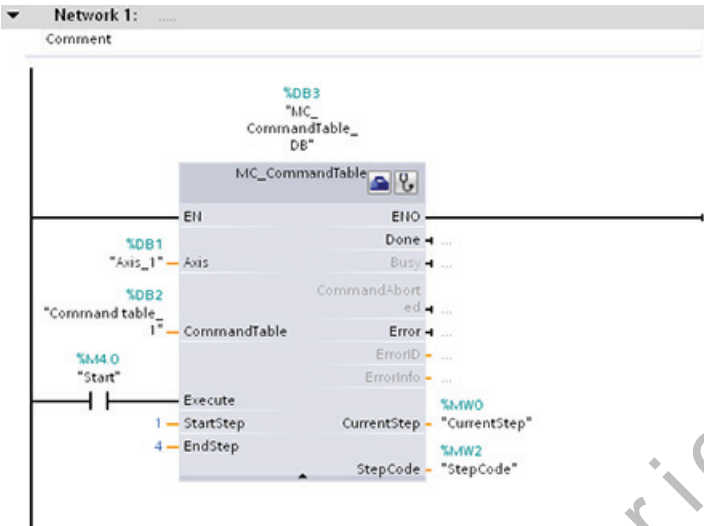 Network 1: .....
Comment
%DB3
"MC_
CommandTable_
DB"
MC_CommandTable
EN ENO
Done ...
%DB1
"Axis_1" Axis Busy ...
%DB2
"Command table_
1" CommandTable
CommandAbort
ed ...
Error ...
ErrorID ...
%M4.0
"Start"
ErrorInfo ...
Execute
%MW0
1 StartStep CurrentStep "CurrentStep"
4 EndStep
%MW2
StepCode "StepCode"